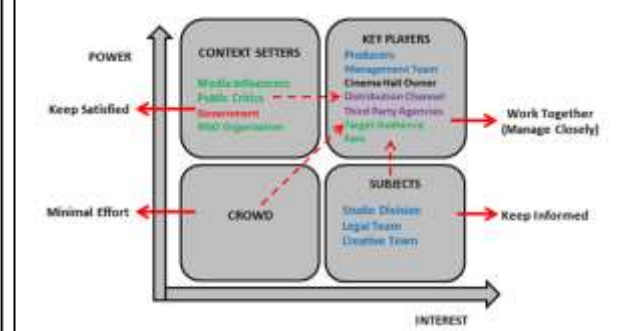 POWER
CONTEXT SETTERS
Media Influencers
Public Critics
Government
NGO Organisation
KEY PLAYERS
Producers
Management Team
Cinema Hall Owner
Distribution Channel
Third Party Agencies
Target Audience
Fans
Keep Satisfied
Work Together
(Manage Closely)
Minimal Effort
CROWD
SUBJECTS
Studio Division
Legal Team
Creative Team
Keep Informed
INTEREST